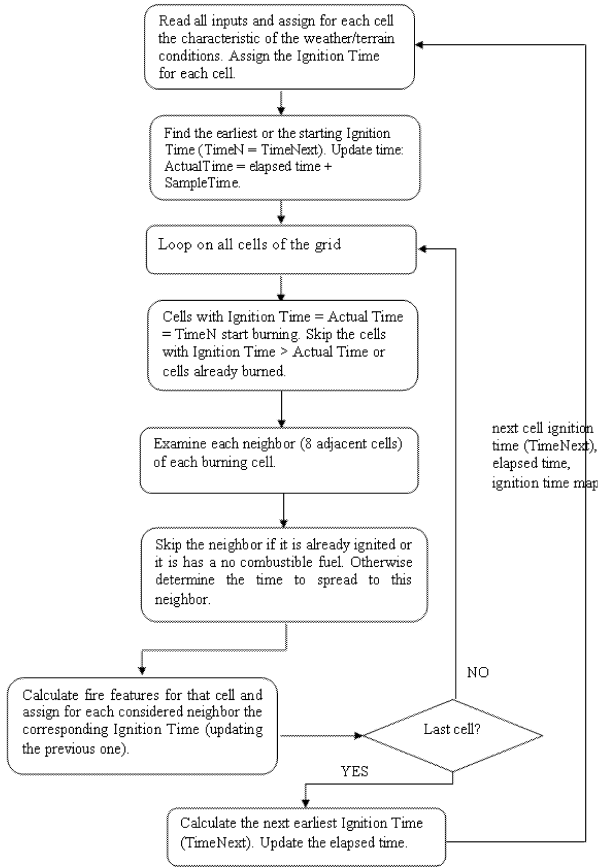 Read all inputs and assign for each cell
the characteristic of the weather/terrain
conditions. Assign the Ignition Time
for each cell.
Find the earliest or the starting Ignition
Time (TimeN = TimeNext). Update time:
ActualTime = elapsed time +
SampleTime.
Loop on all cells of the grid
Cells with Ignition Time = Actual Time
= TimeN start burning. Skip the cells
with Ignition Time > Actual Time or
cells already burned.
Examine each neighbor (8 adjacent cells)
of each burning cell.
next cell ignition
time (TimeNext),
elapsed time,
ignition time map
Skip the neighbor if it is already ignited or
it is has a no combustible fuel. Otherwise
determine the time to spread to this
neighbor.
Calculate fire features for that cell and
assign for each considered neighbor the
corresponding Ignition Time (updating
the previous one).
NO
Last cell?
YES
Calculate the next earliest Ignition Time
(TimeNext). Update the elapsed time.